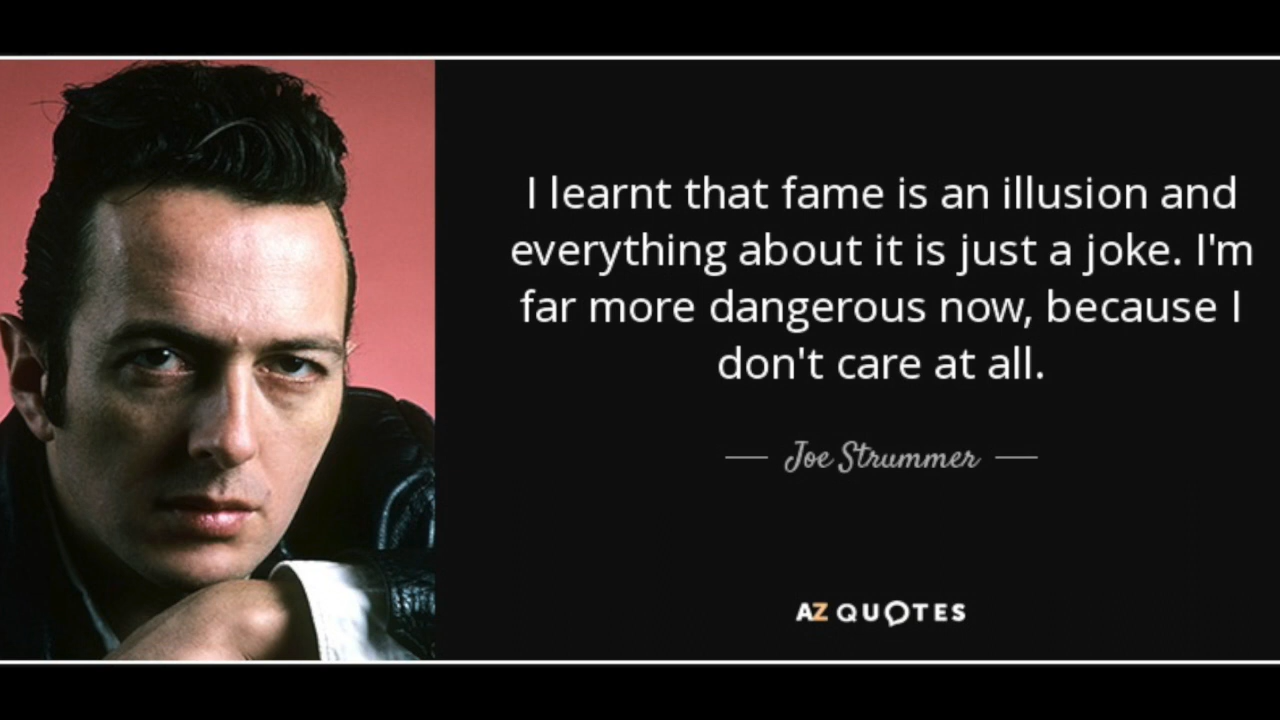 I learnt that fame is an illusion and
everything about it is just a joke. I'm
far more dangerous now, because I
don't care at all.
Joe Strummer
AZ QUOTES